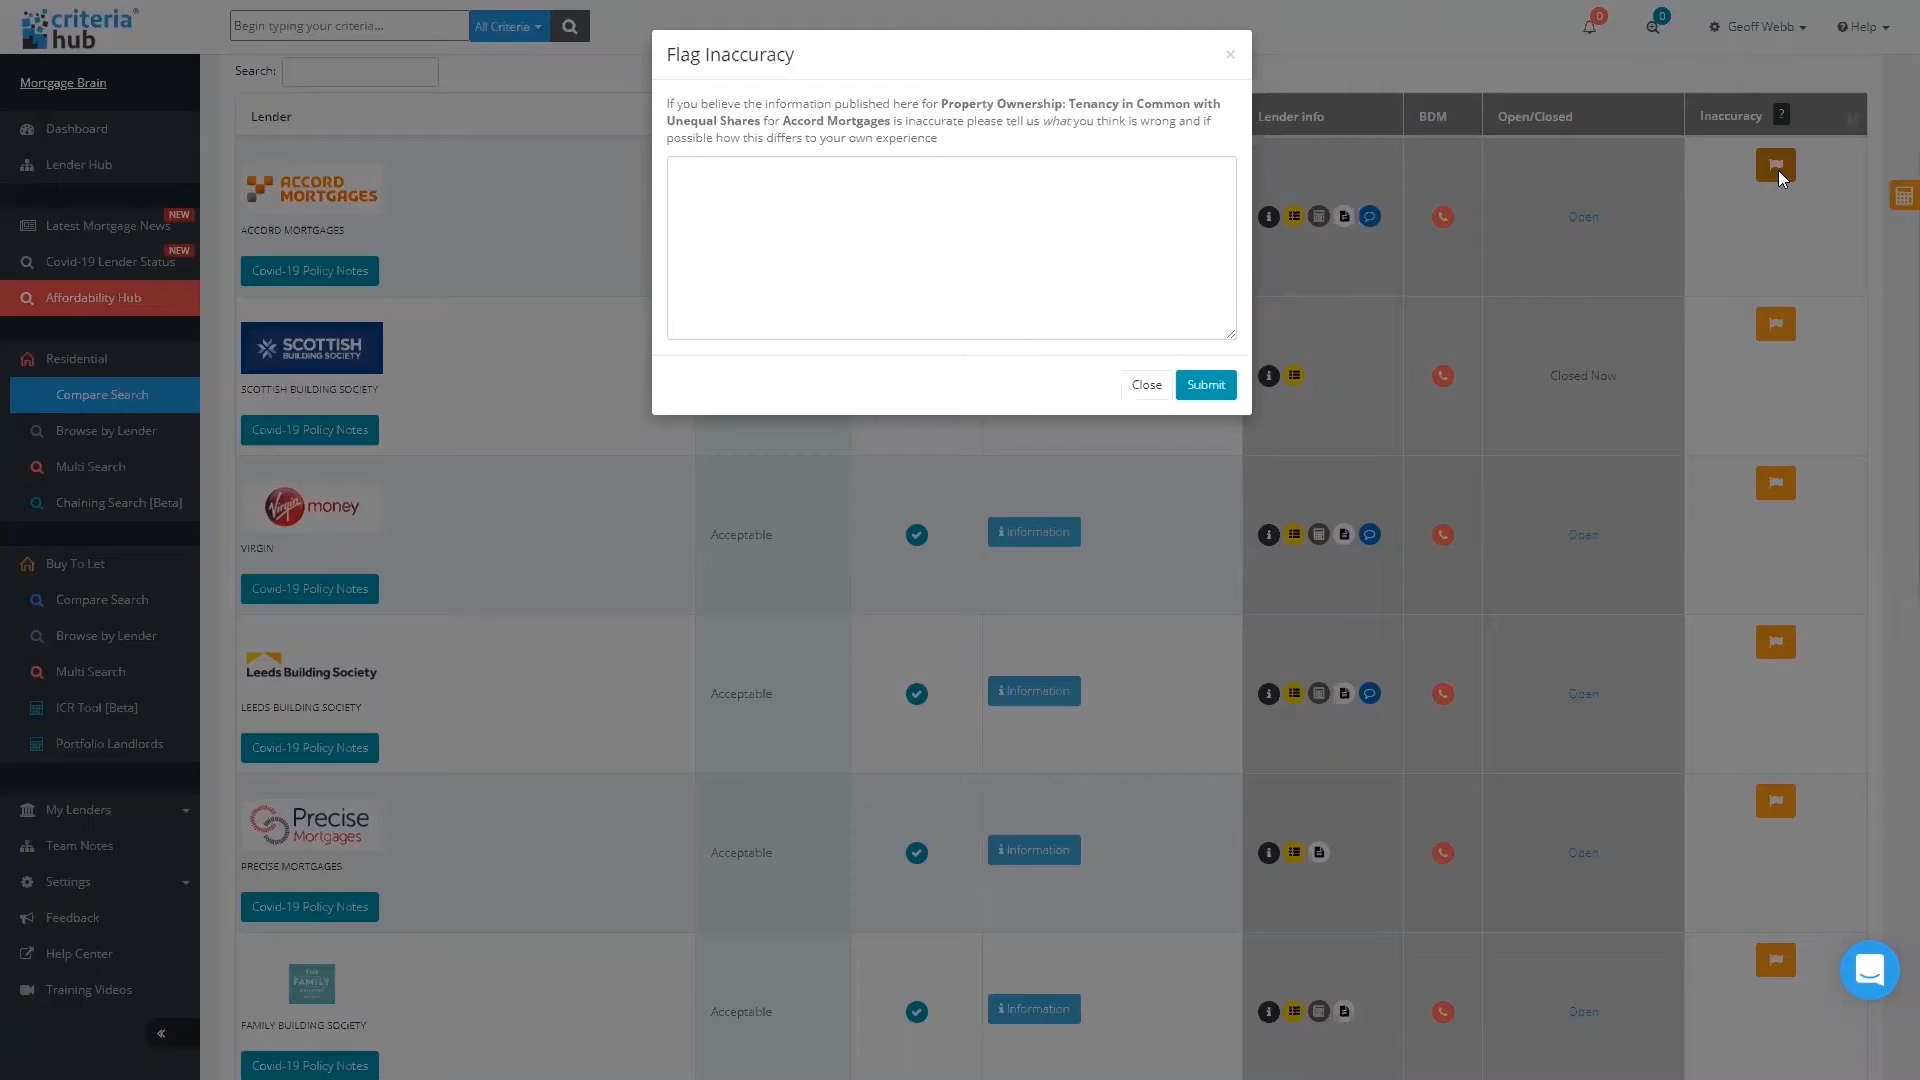 criteria hub
Begin typing your criteria...
All Criteria
0
0
Geoff Webb
Help
Mortgage Brain
Dashboard
Lender Hub
Latest Mortgage News
NEW
Covid-19 Lender Status
NEW
Affordability Hub
Residential
Compare Search
Browse by Lender
Multi Search
Chaining Search [Beta]
Buy To Let
Compare Search
Browse by Lender
Multi Search
ICR Tool [Beta]
Portfolio Landlords
My Lenders
Team Notes
Settings
Feedback
Help Center
Training Videos
«
Search:
Lender
Lender info
BDM
Open/Closed
Inaccuracy ?
Flag Inaccuracy
×
If you believe the information published here for Property Ownership: Tenancy in Common with
Unequal Shares for Accord Mortgages is inaccurate please tell us what you think is wrong and if
possible how this differs to your own experience
Close
Submit
ACCORD MORTGAGES
ACCORD MORTGAGES
Covid-19 Policy Notes
Open
SCOTTISH BUILDING SOCIETY
SCOTTISH BUILDING SOCIETY
Covid-19 Policy Notes
Closed Now
Virgin money
VIRGIN
Covid-19 Policy Notes
Acceptable
Information
Open
Leeds Building Society
LEEDS BUILDING SOCIETY
Covid-19 Policy Notes
Acceptable
Information
Open
Precise Mortgages
PRECISE MORTGAGES
Covid-19 Policy Notes
Acceptable
Information
Open
THE FAMILY
FAMILY BUILDING SOCIETY
Covid-19 Policy Notes
Acceptable
Information
Open